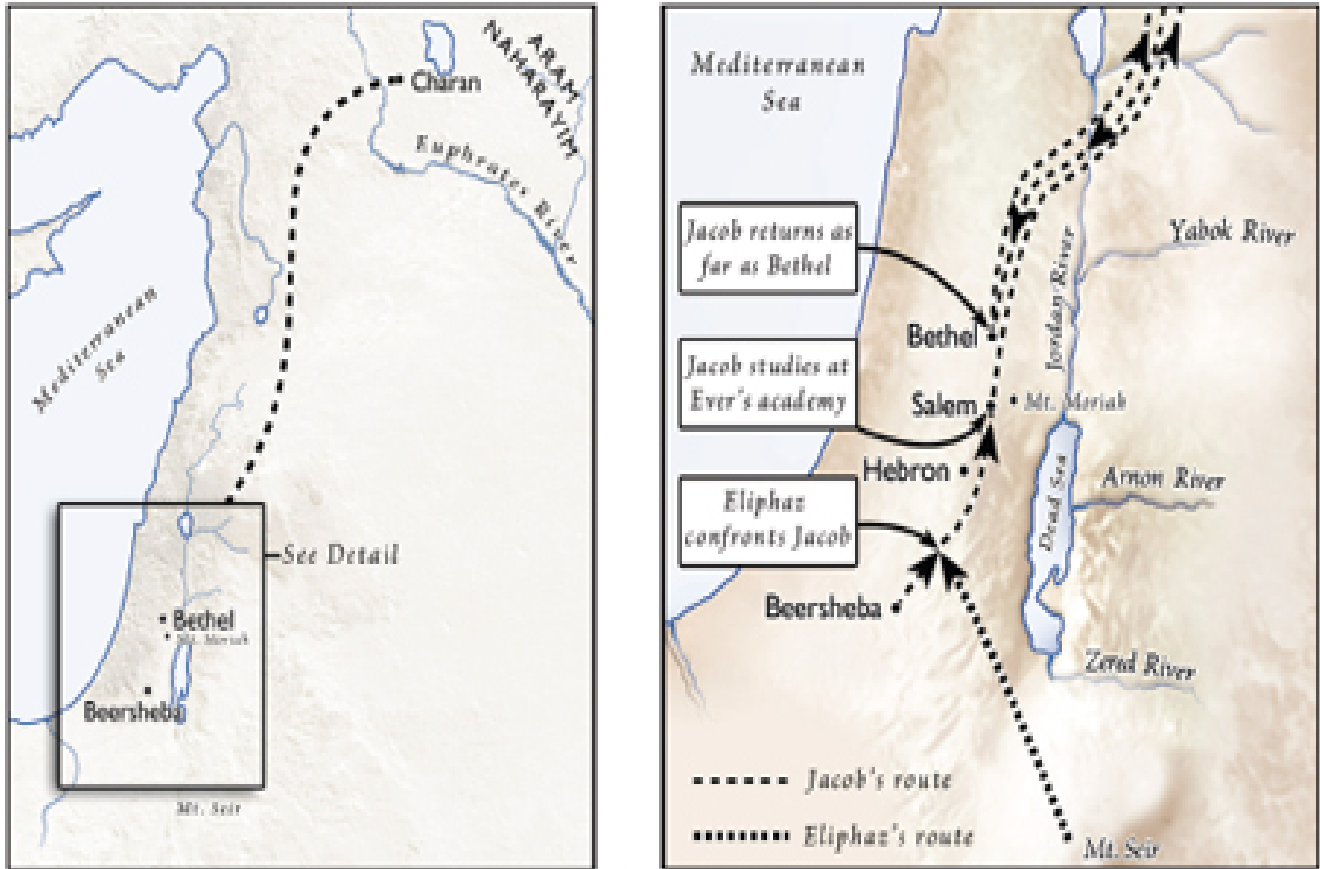 ARAM
NAHARAYIM
Charan
Euphrates River
Mediterranean
Sea
See Detail
Bethel
Mt. Moriah
Beersheba
Mt. Seir
Mediterranean
Sea
Jacob returns as
far as Bethel
Yabok River
Jordan River
Bethel
Jacob studies at
Ever's academy
Salem
Mt. Moriah
Hebron
Arnon River
Dead Sea
Eliphaz
confronts Jacob
Beersheba
Zered River
Jacob's route
Eliphaz's route
Mt. Seir